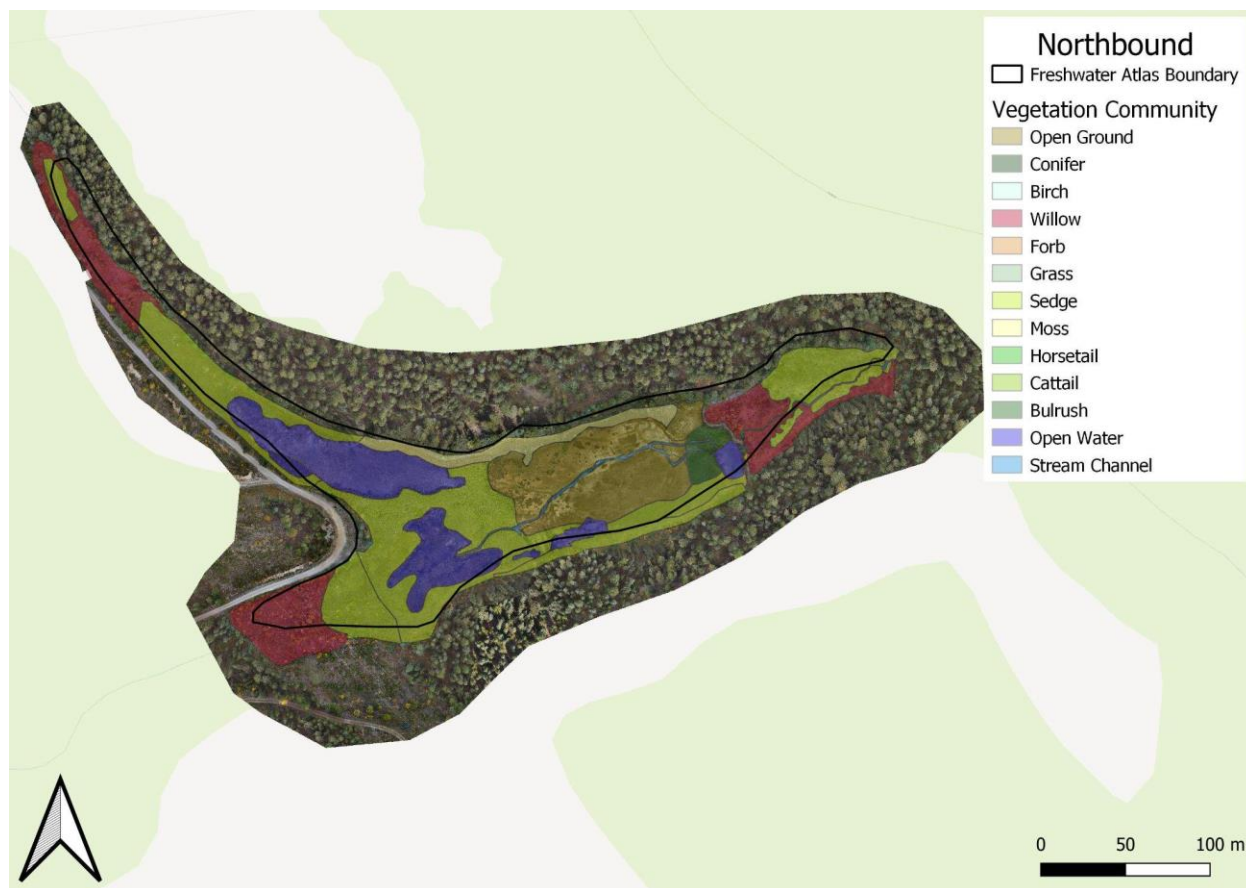 Northbound
Freshwater Atlas Boundary
Vegetation Community
Open Ground
Conifer
Birch
Willow
Forb
Grass
Sedge
Moss
Horsetail
Cattail
Bulrush
Open Water
Stream Channel
0 50 100 m